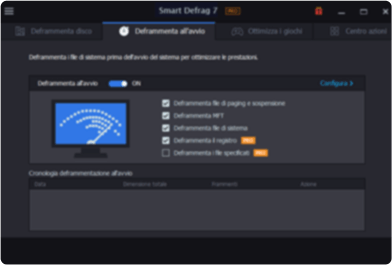 Smart Defrag 7 PRO
Deframmenta disco
Deframmenta all'avvio
Ottimizza i giochi
Centro azioni
Deframmenta i file di sistema prima dell'avvio del sistema per ottimizzare le prestazioni.
Deframmenta all'avvio ON Configura >
Deframmenta file di paging e sospensione
Deframmenta MFT
Deframmenta file di sistema
Deframmenta il registro PRO
Deframmenta i file specificati PRO
Cronologia deframmentazione all'avvio
Data Dimensione totale Frammenti Azione